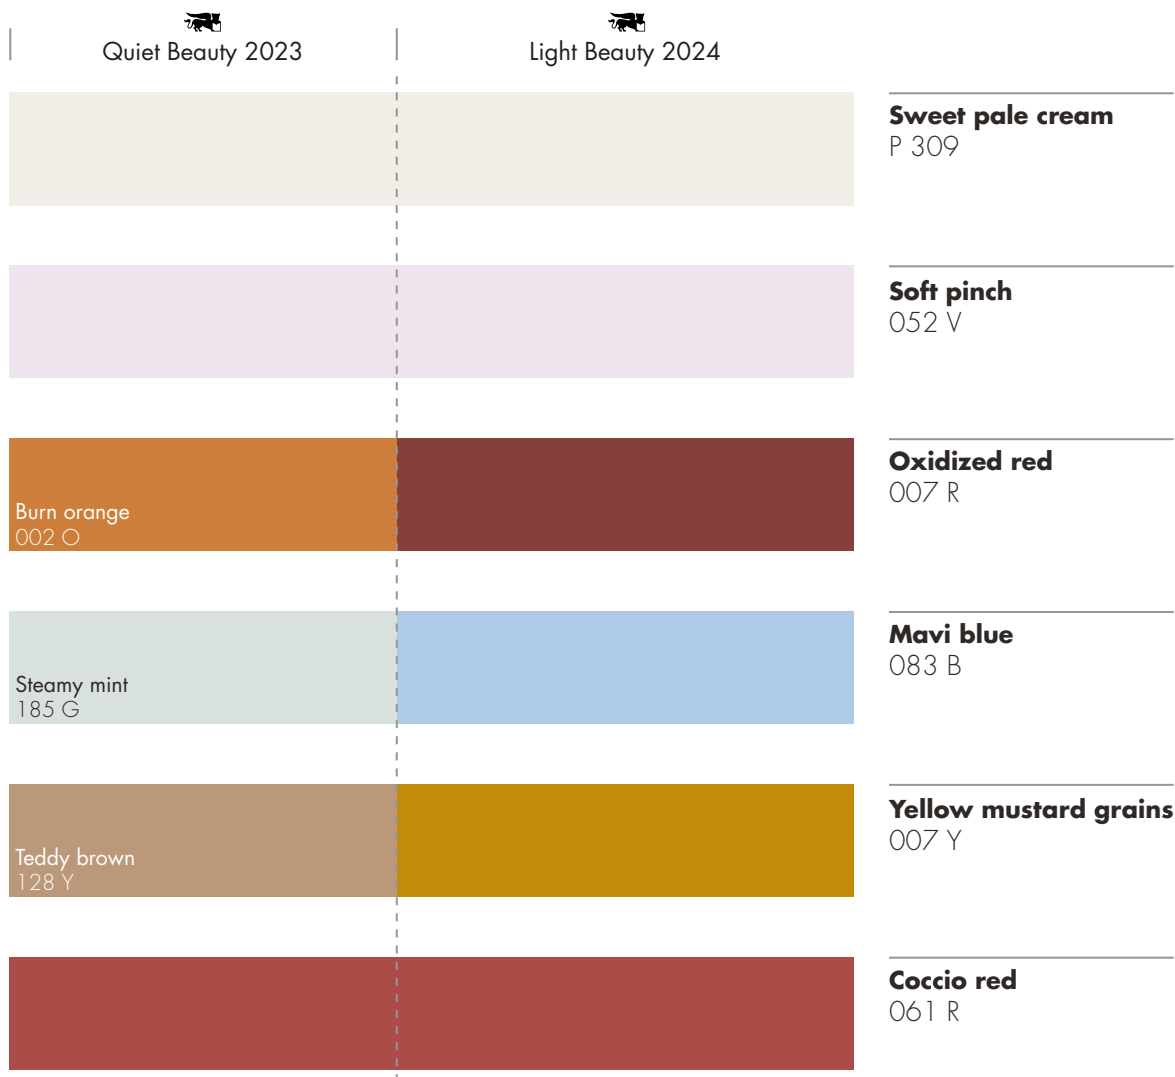 Quiet Beauty 2023
Light Beauty 2024
Sweet pale cream
P 309
Soft pinch
052 V
Burn orange
002 O
Oxidized red
007 R
Steamy mint
185 G
Mavi blue
083 B
Teddy brown
128 Y
Yellow mustard grains
007 Y
Coccio red
061 R